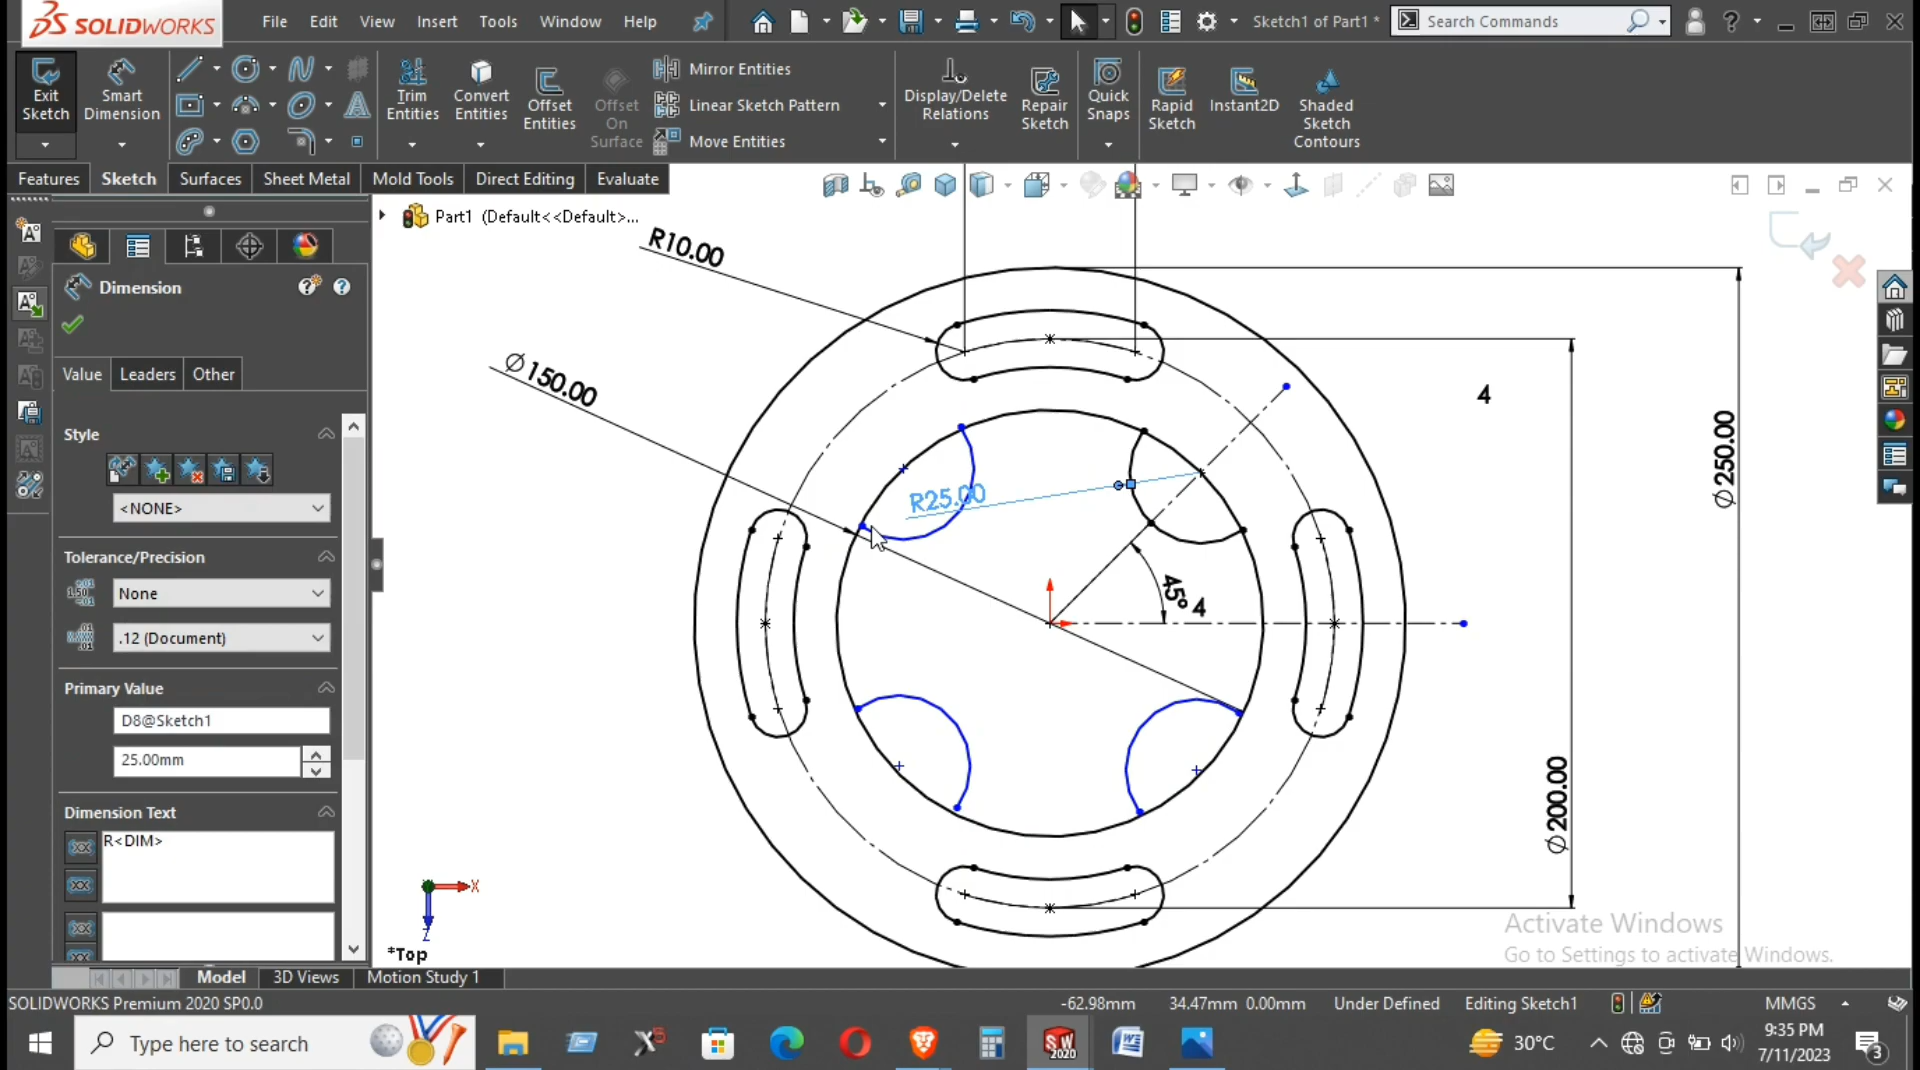 SOLIDWORKS
File Edit View Insert Tools Window Help
Sketch1 of Part1 *
Search Commands
Exit Sketch
Smart Dimension
Trim Entities
Convert Entities
Offset Entities
Offset On Surface
Mirror Entities
Linear Sketch Pattern
Move Entities
Display/Delete Relations
Repair Sketch
Quick Snaps
Rapid Sketch
Instant2D
Shaded Sketch Contours
Features Sketch Surfaces Sheet Metal Mold Tools Direct Editing Evaluate
Part1 (Default<<Default>...
Dimension
Value Leaders Other
Style
<NONE>
Tolerance/Precision
None
.12 (Document)
Primary Value
D8@Sketch1
25.00mm
Dimension Text
R<DIM>
R10.00
∅150.00
R25.00
45° 4
4
∅250.00
∅200.00
X
Z
*Top
Activate Windows
Go to Settings to activate Windows.
Model 3D Views Motion Study 1
SOLIDWORKS Premium 2020 SP0.0
-62.98mm 34.47mm 0.00mm Under Defined Editing Sketch1 MMGS
Type here to search
SW 2020
30°C
9:35 PM
7/11/2023
3